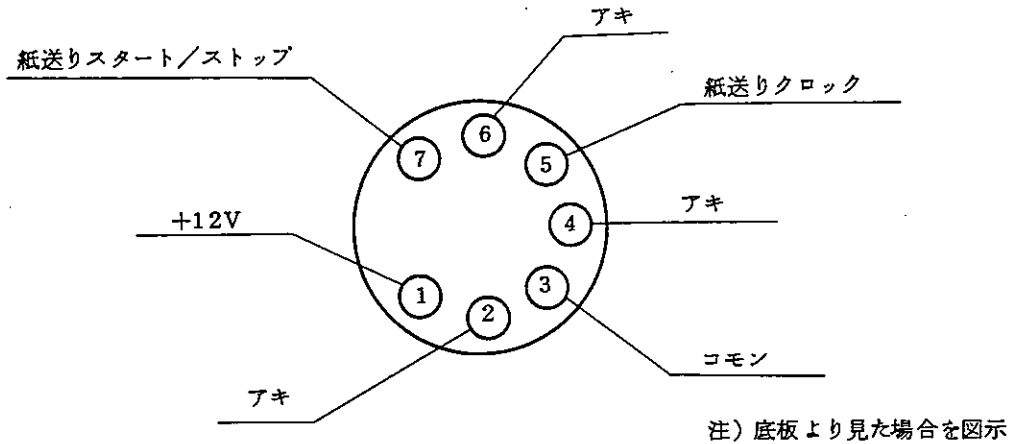 アキ
紙送りスタート／ストップ
紙送りクロック
6
7
5
+12V
4
アキ
1
2
3
コモン
アキ
注）底板より見た場合を図示